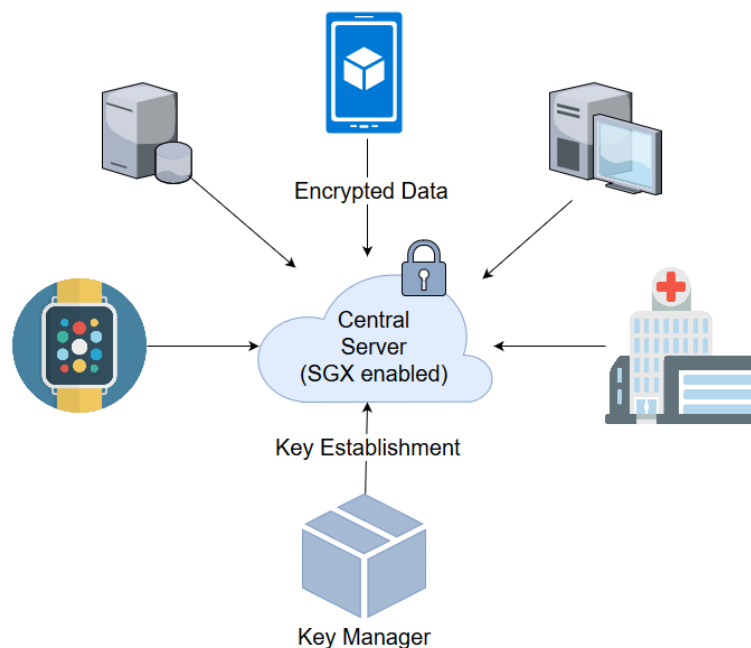 Encrypted Data
Central
Server
(SGX enabled)
Key Establishment
Key Manager